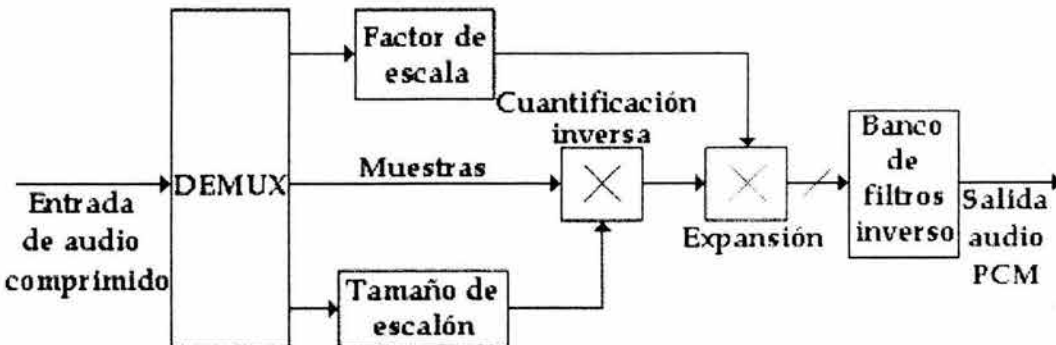 Factor de
escala
Cuantificación
inversa
Banco
de
filtros
inverso
DEMUX
Muestras
Entrada
de audio
comprimido
Expansión
Salida
audio
PCM
Tamaño de
escalón